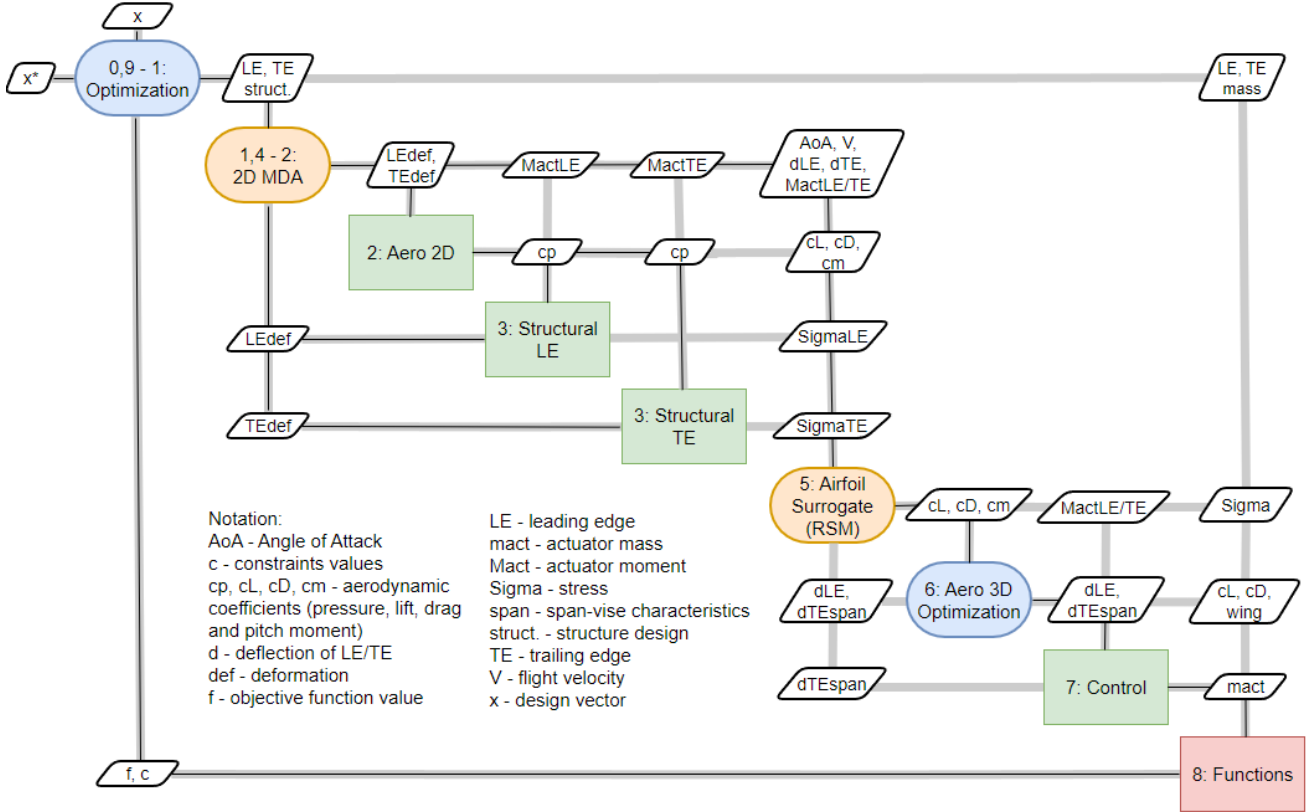 x
x*
0,9 - 1:
Optimization
LE, TE
struct.
LE, TE
mass
1,4 - 2:
2D MDA
LEdef,
TEdef
MactLE
MactTE
AoA, V,
dLE, dTE,
MactLE/TE
2: Aero 2D
cp
cp
cL, cD,
cm
LEdef
3: Structural
LE
SigmaLE
TEdef
3: Structural
TE
SigmaTE
5: Airfoil
Surrogate
(RSM)
cL, cD, cm
MactLE/TE
Sigma
dLE,
dTEspan
6: Aero 3D
Optimization
dLE,
dTEspan
cL, cD,
wing
dTEspan
7: Control
mact
f, c
8: Functions
Notation:
AoA - Angle of Attack
c - constraints values
cp, cL, cD, cm - aerodynamic
coefficients (pressure, lift, drag
and pitch moment)
d - deflection of LE/TE
def - deformation
f - objective function value
LE - leading edge
mact - actuator mass
Mact - actuator moment
Sigma - stress
span - span-vise characteristics
struct. - structure design
TE - trailing edge
V - flight velocity
x - design vector